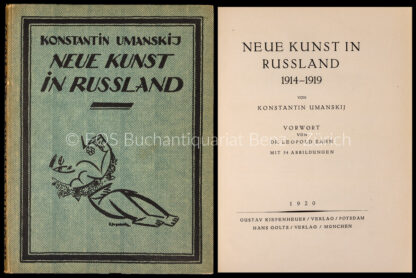 KONSTANTIN UMANSKIJ
NEUE KUNST
IN RUSSLAND
NEUE KUNST IN
RUSSLAND
1914-1919
VON
KONSTANTIN UMANSKIJ
VORWORT
VON
DR. LEOPOLD ZAHN
MIT 54 ABBILDUNGEN
1920
GUSTAV KIEPENHEUER / VERLAG / POTSDAM
HANS GOLTZ / VERLAG / MÜNCHEN
Buchantiquariat